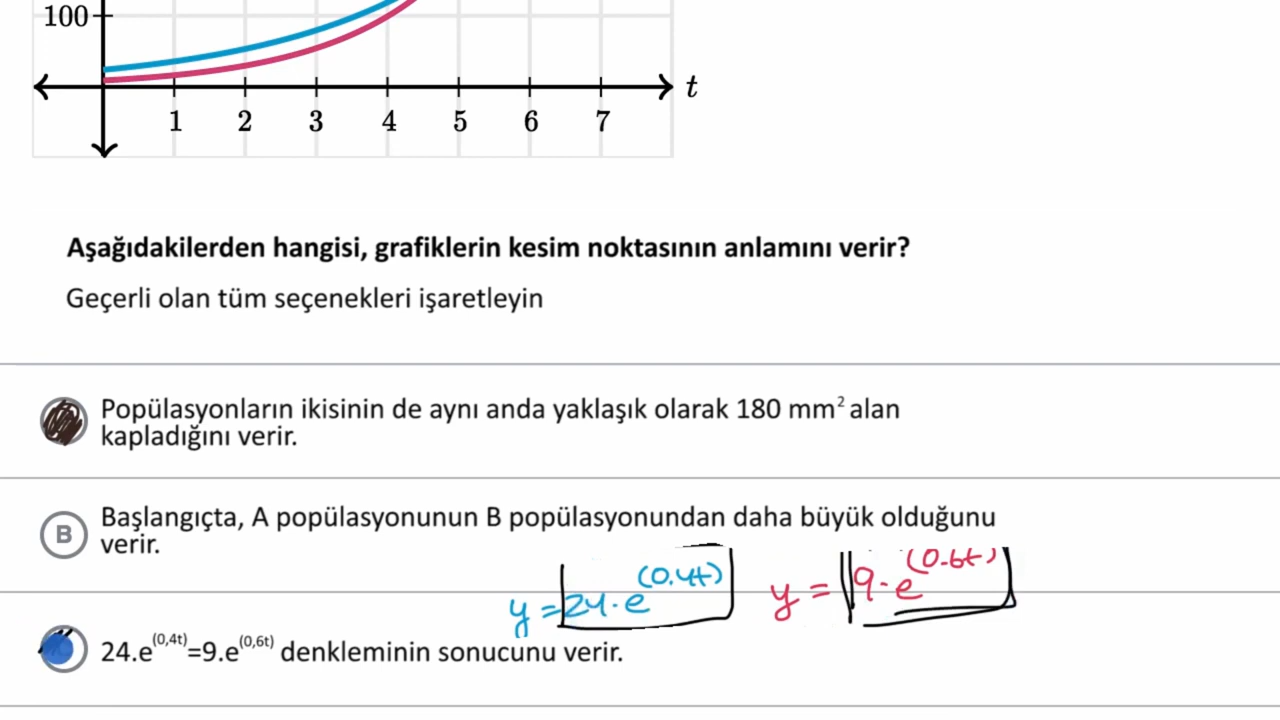 100
t
1 2 3 4 5 6 7
Aşağıdakilerden hangisi, grafiklerin kesim noktasının anlamını verir?
Geçerli olan tüm seçenekleri işaretleyin
Popülasyonların ikisinin de aynı anda yaklaşık olarak 180 mm² alan
kapladığını verir.
B
Başlangıçta, A popülasyonunun B popülasyonundan daha büyük olduğunu
verir.
y = 24.e^(0.4t) y = 9.e^(0.6t)
24.e^(0,4t)=9.e^(0,6t) denkleminin sonucunu verir.